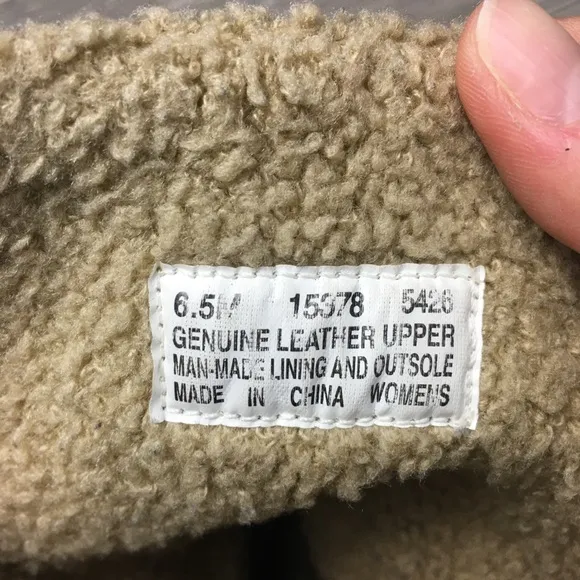 6.5M 15378 5426
GENUINE LEATHER UPPER
MAN-MADE LINING AND OUTSOLE
MADE IN CHINA WOMENS